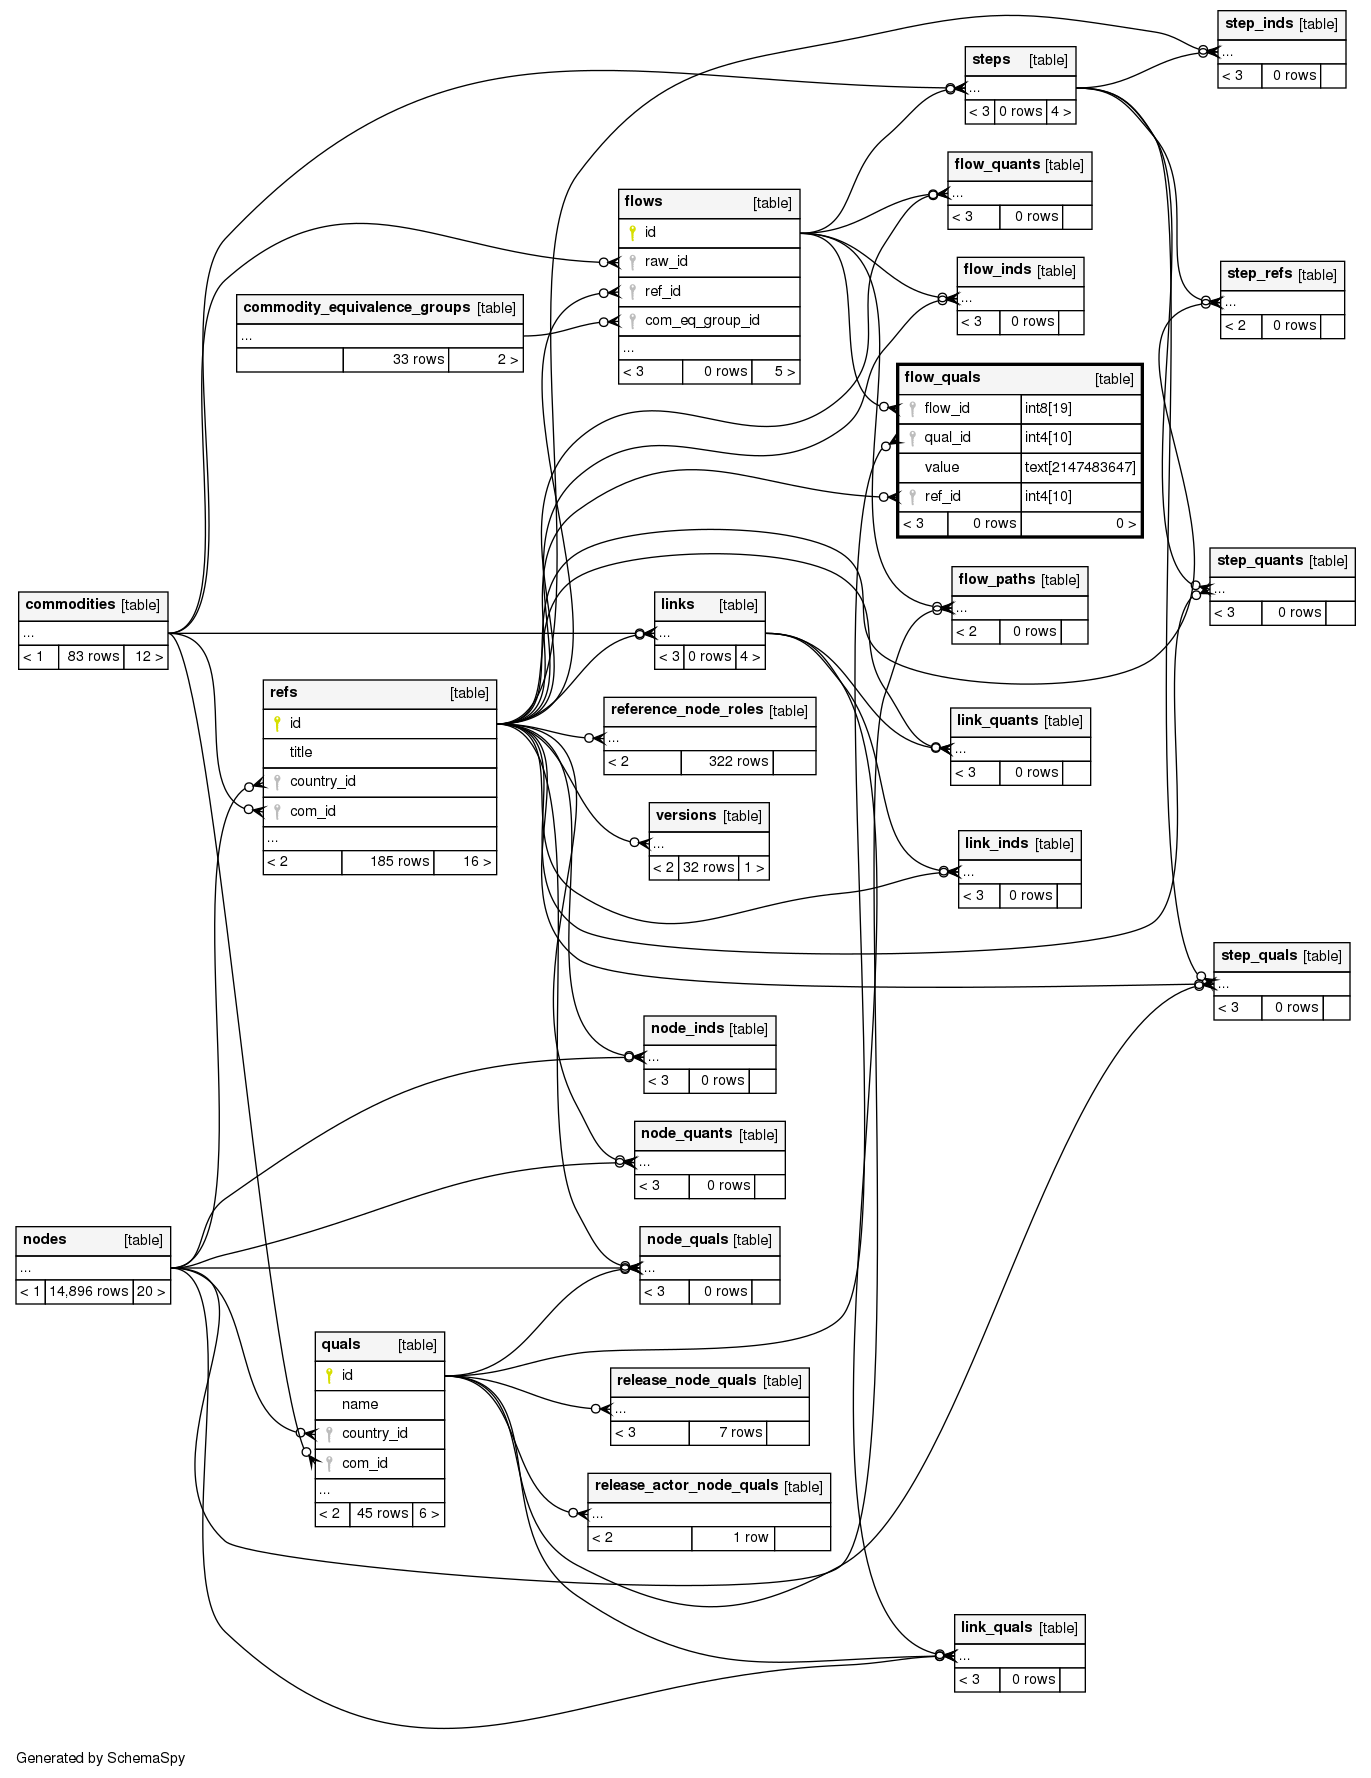 step_inds [table]
...
< 3 0 rows
steps [table]
...
< 3 0 rows 4 >
flow_quants [table]
...
< 3 0 rows
flows [table]
id
raw_id
ref_id
com_eq_group_id
...
< 3 0 rows 5 >
flow_inds [table]
...
< 3 0 rows
step_refs [table]
...
< 2 0 rows
commodity_equivalence_groups [table]
...
33 rows 2 >
flow_quals [table]
flow_id int8[19]
qual_id int4[10]
value text[2147483647]
ref_id int4[10]
< 3 0 rows 0 >
step_quants [table]
...
< 3 0 rows
flow_paths [table]
...
< 2 0 rows
commodities [table]
...
< 1 83 rows 12 >
links [table]
...
< 3 0 rows 4 >
refs [table]
id
title
country_id
com_id
...
< 2 185 rows 16 >
reference_node_roles [table]
...
< 2 322 rows
link_quants [table]
...
< 3 0 rows
versions [table]
...
< 2 32 rows 1 >
link_inds [table]
...
< 3 0 rows
step_quals [table]
...
< 3 0 rows
node_inds [table]
...
< 3 0 rows
node_quants [table]
...
< 3 0 rows
nodes [table]
...
< 1 14,896 rows 20 >
node_quals [table]
...
< 3 0 rows
quals [table]
id
name
country_id
com_id
...
< 2 45 rows 6 >
release_node_quals [table]
...
< 3 7 rows
release_actor_node_quals [table]
...
< 2 1 row
link_quals [table]
...
< 3 0 rows
Generated by SchemaSpy